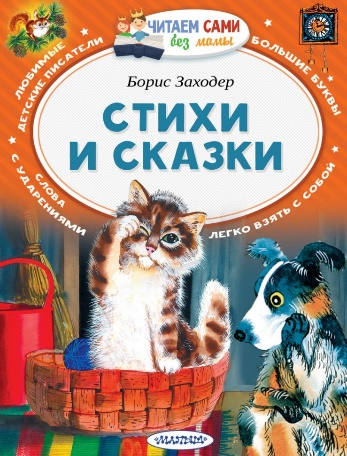 ЧИТАЕМ САМИ
без мамы
ЛЮБИМЫЕ
ДЕТСКИЕ ПИСАТЕЛИ
БОЛЬШИЕ БУКВЫ
Борис Заходер
СТИХИ
И СКАЗКИ
СЛОВА
С УДАРЕНИЯМИ
ЛЕГКО ВЗЯТЬ С СОБОЙ
МАЛЫШ